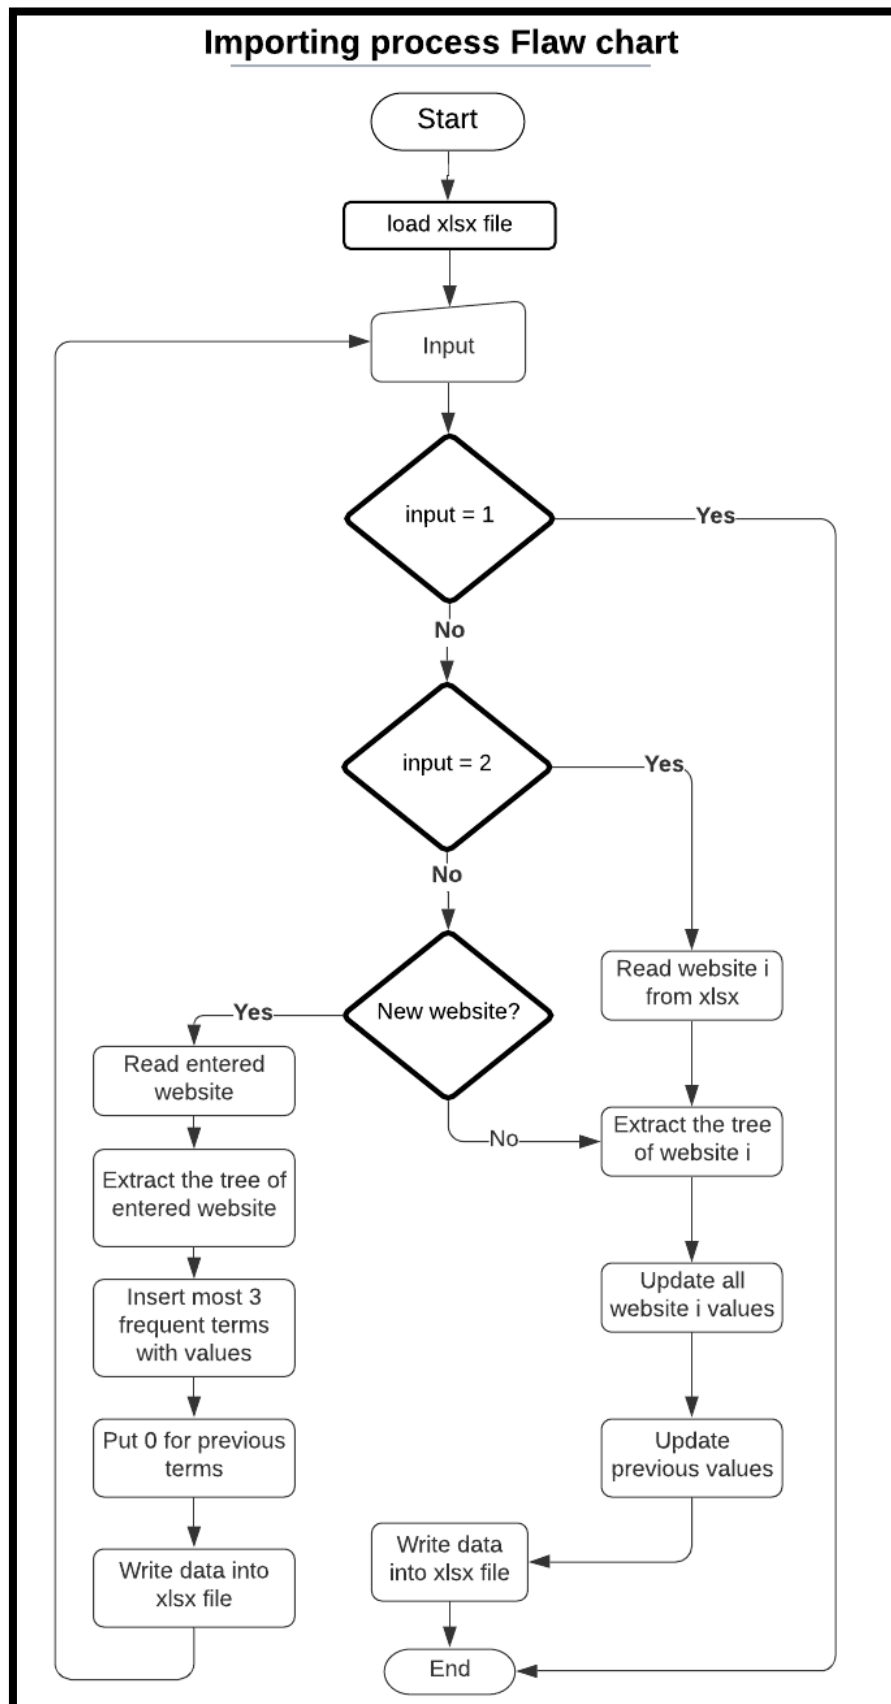 Importing process Flaw chart
Start
load xlsx file
Input
input = 1
Yes
No
input = 2
Yes
No
New website?
Yes
No
Read website i
from xlsx
Read entered
website
Extract the tree
of website i
Extract the tree of
entered website
Update all
website i values
Insert most 3
frequent terms
with values
Update
previous values
Put 0 for previous
terms
Write data
into xlsx file
Write data into
xlsx file
End